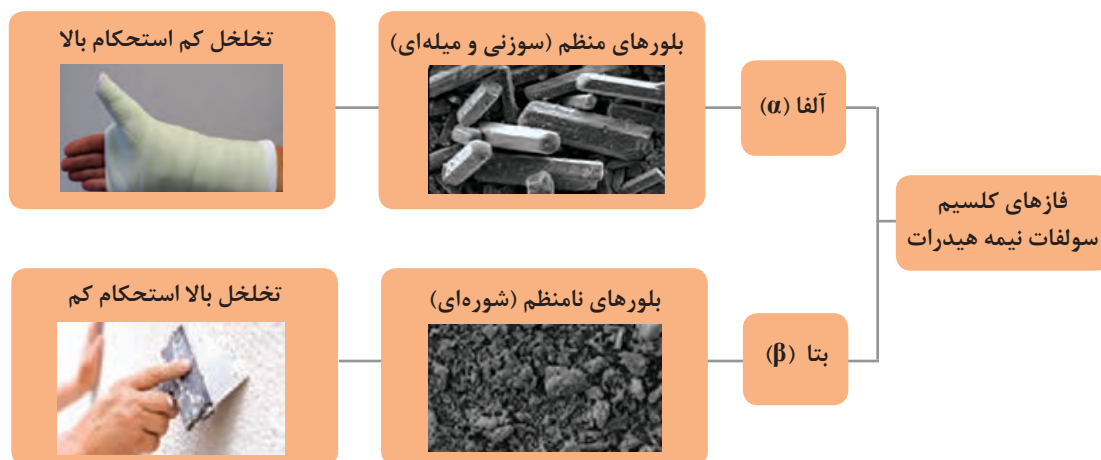 فازهای کلسیم
سولفات نیمه هیدرات
آلفا (α)
بلورهای منظم (سوزنی و میله‌ای)
تخلخل کم استحکام بالا
بتا (β)
بلورهای نامنظم (شوره‌ای)
تخلخل بالا استحکام کم